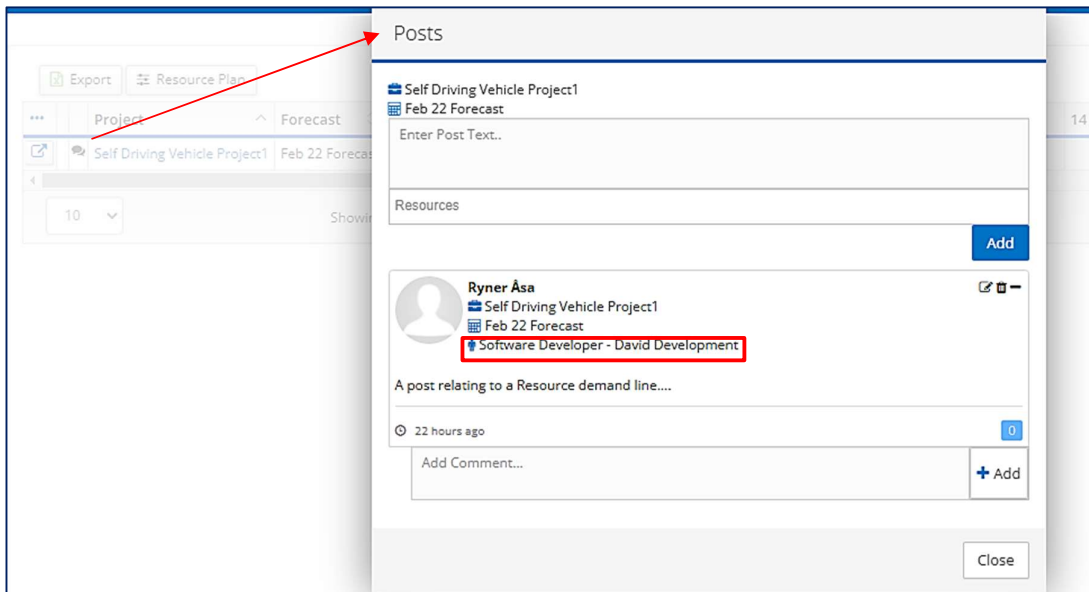 Posts
Export
Resource Plan
Project
Forecast
14
Self Driving Vehicle Project1
Feb 22 Forecas
10
Showin
Self Driving Vehicle Project1
Feb 22 Forecast
Enter Post Text..
Resources
Add
Ryner Åsa
Self Driving Vehicle Project1
Feb 22 Forecast
Software Developer - David Development
A post relating to a Resource demand line....
22 hours ago
0
Add Comment...
Add
Close